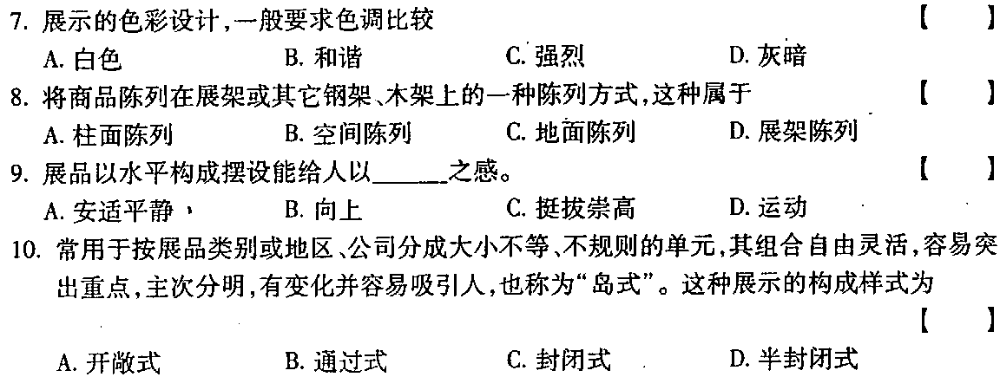 7. 展示的色彩设计,一般要求色调比较 【 】
A. 白色 B. 和谐 C. 强烈 D. 灰暗
8. 将商品陈列在展架或其它钢架、木架上的一种陈列方式,这种属于 【 】
A. 柱面陈列 B. 空间陈列 C. 地面陈列 D. 展架陈列
9. 展品以水平构成摆设能给人以______之感。 【 】
A. 安适平静 B. 向上 C. 挺拔崇高 D. 运动
10. 常用于按展品类别或地区、公司分成大小不等、不规则的单元,其组合自由灵活,容易突
出重点,主次分明,有变化并容易吸引人,也称为“岛式”。这种展示的构成样式为
【 】
A. 开敞式 B. 通过式 C. 封闭式 D. 半封闭式